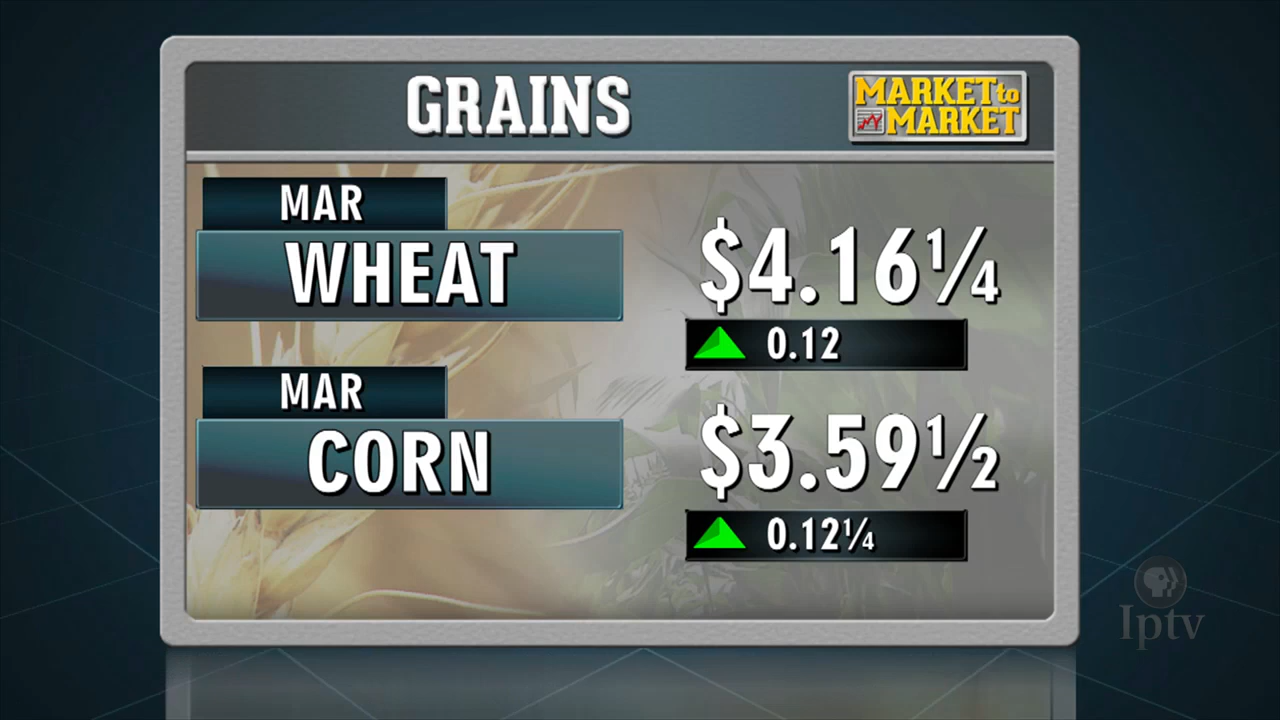 GRAINS
MARKET to
MARKET
MAR
WHEAT
$4.16¼
0.12
MAR
CORN
$3.59½
0.12¼
Iptv